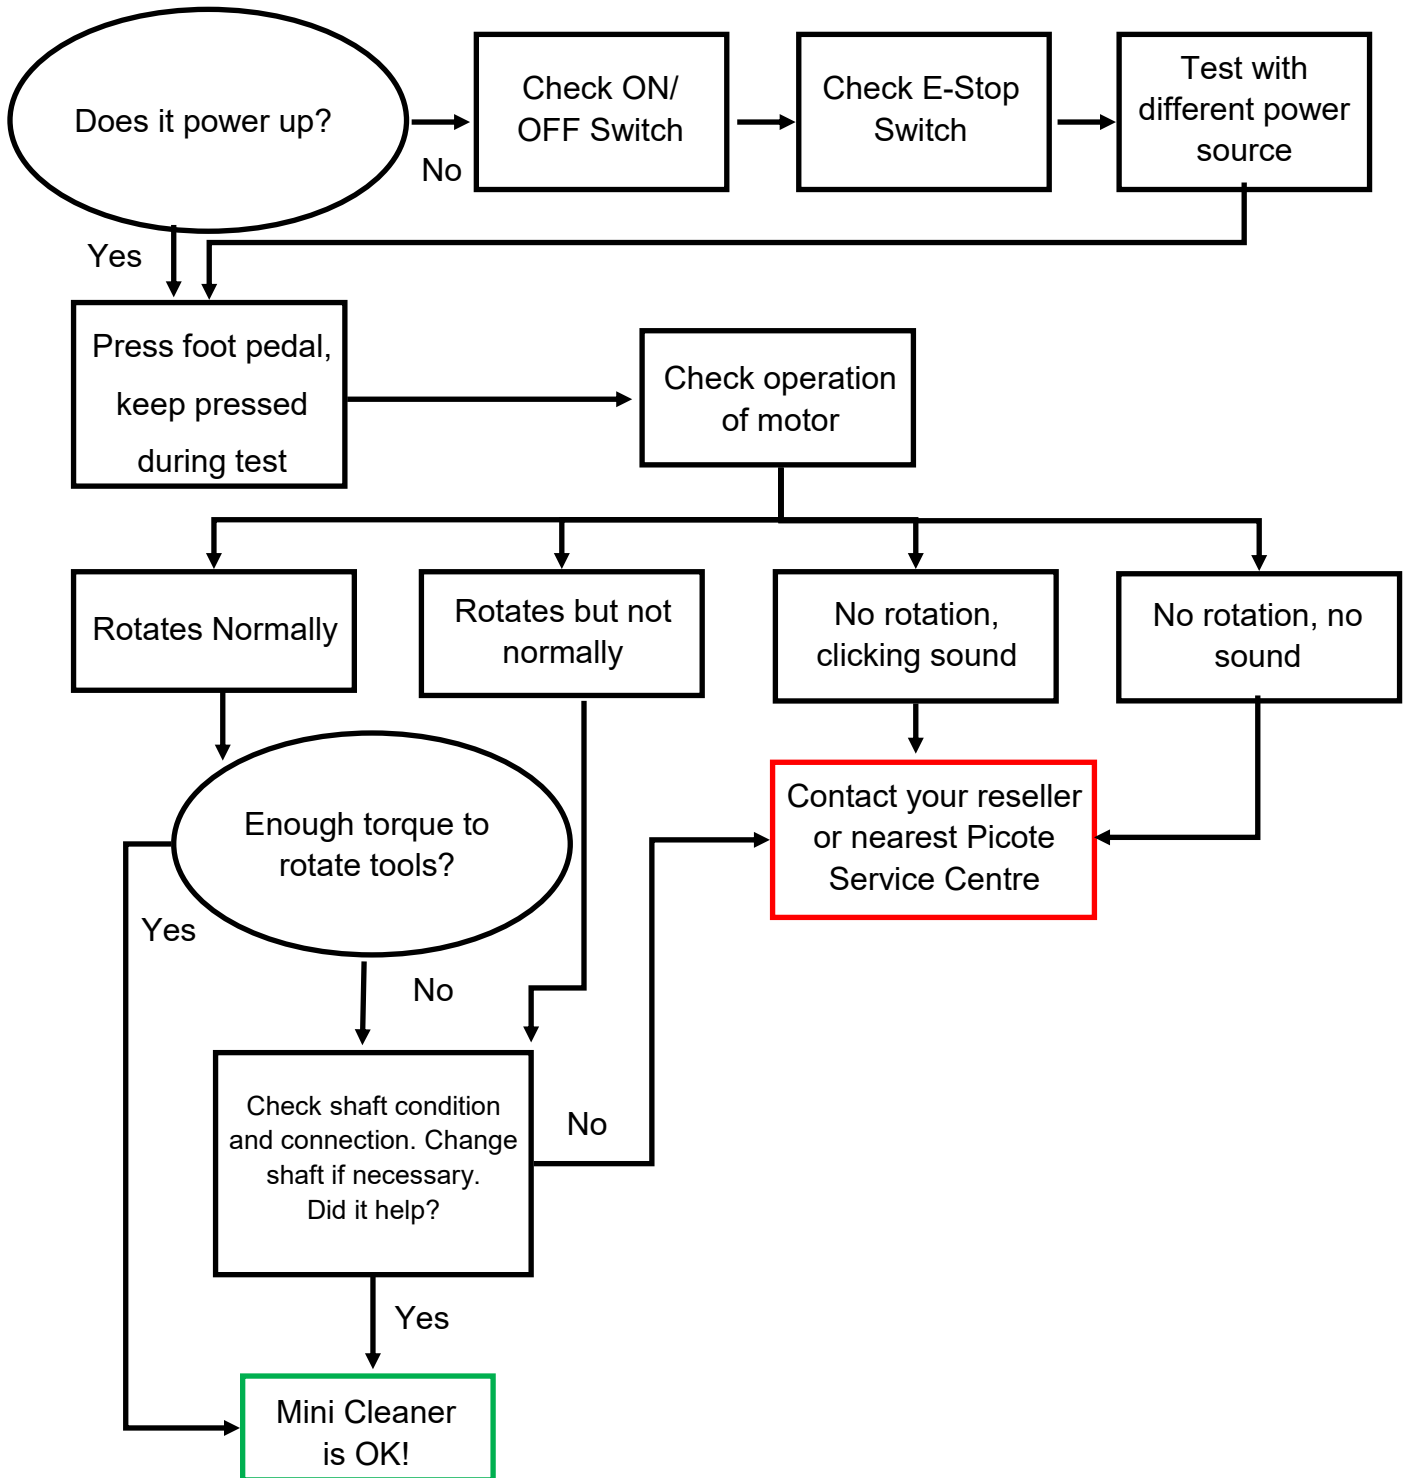 Does it power up?
No
Check ON/
OFF Switch
Check E-Stop
Switch
Test with
different power
source
Yes
Press foot pedal,
keep pressed
during test
Check operation
of motor
Rotates Normally
Rotates but not
normally
No rotation,
clicking sound
No rotation, no
sound
Enough torque to
rotate tools?
Contact your reseller
or nearest Picote
Service Centre
Yes
No
Check shaft condition
and connection. Change
shaft if necessary.
Did it help?
No
Yes
Mini Cleaner
is OK!